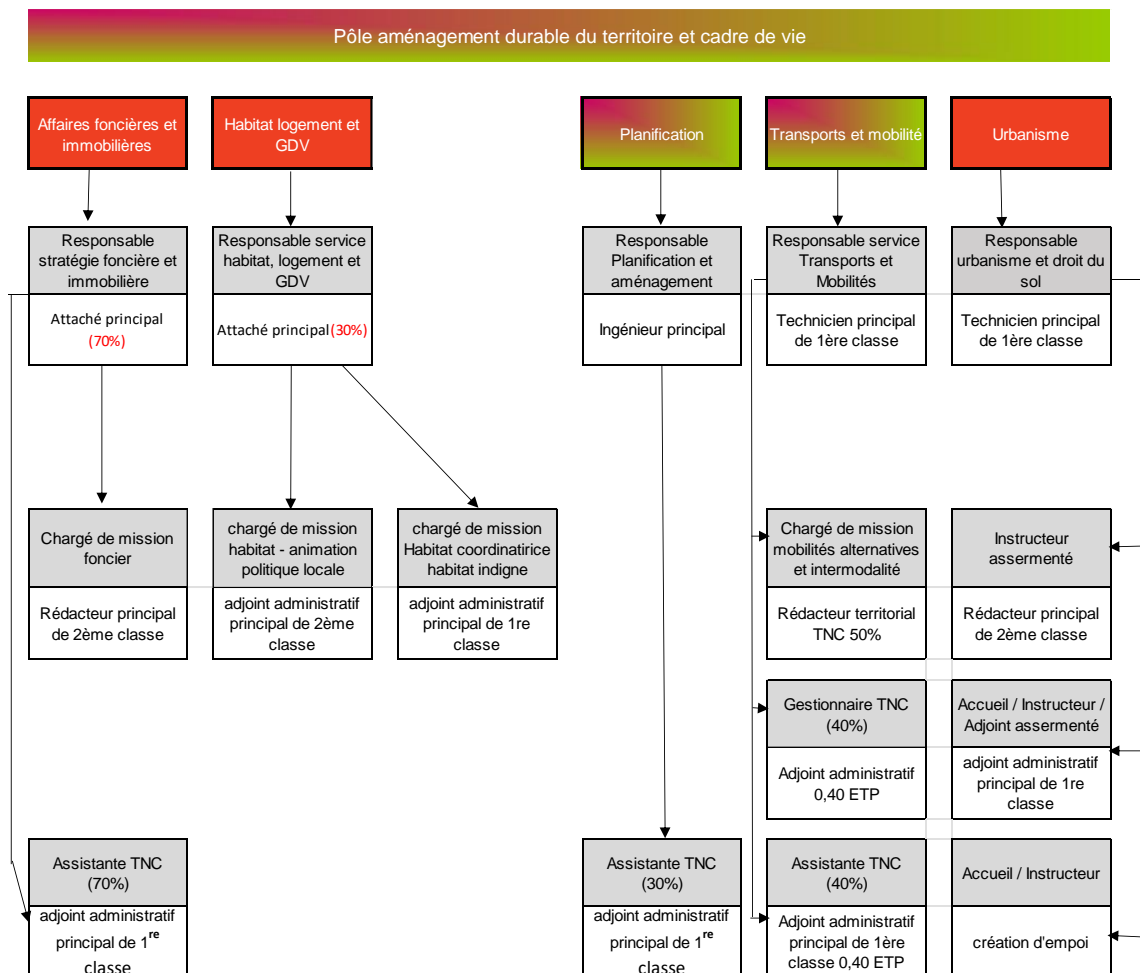 Pôle aménagement durable du territoire et cadre de vie
Affaires foncières et
immobilières
Habitat logement et
GDV
Planification
Transports et mobilité
Urbanisme
Responsable
stratégie foncière et
immobilière
Attaché principal
(70%)
Responsable service
habitat, logement et
GDV
Attaché principal(30%)
Responsable
Planification et
aménagement
Ingénieur principal
Responsable service
Transports et
Mobilités
Technicien principal
de 1ère classe
Responsable
urbanisme et droit du
sol
Technicien principal
de 1ère classe
Chargé de mission
foncier
Rédacteur principal
de 2ème classe
chargé de mission
habitat - animation
politique locale
adjoint administratif
principal de 2ème
classe
chargé de mission
Habitat coordinatirice
habitat indigne
adjoint administratif
principal de 1re
classe
Chargé de mission
mobilités alternatives
et intermodalité
Rédacteur territorial
TNC 50%
Instructeur
assermenté
Rédacteur principal
de 2ème classe
Gestionnaire TNC
(40%)
Adjoint administratif
0,40 ETP
Accueil / Instructeur /
Adjoint assermenté
adjoint administratif
principal de 1re
classe
Assistante TNC
(70%)
adjoint administratif
principal de 1re
classe
Assistante TNC
(30%)
adjoint administratif
principal de 1re
classe
Assistante TNC
(40%)
Adjoint administratif
principal de 1ère
classe 0,40 ETP
Accueil / Instructeur
création d'empoi